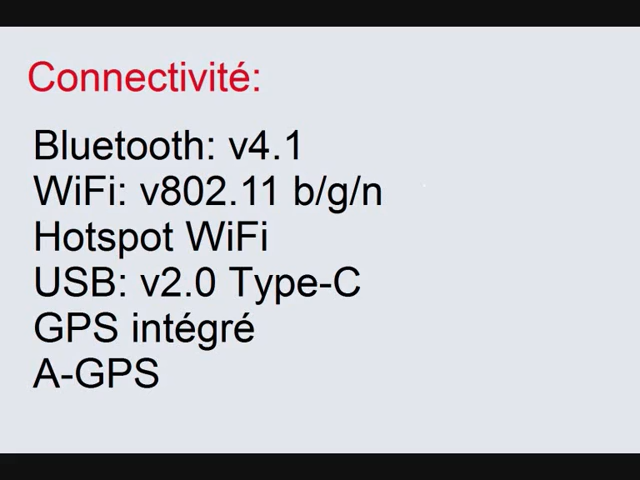 Connectivité:
Bluetooth: v4.1
WiFi: v802.11 b/g/n
Hotspot WiFi
USB: v2.0 Type-C
GPS intégré
A-GPS